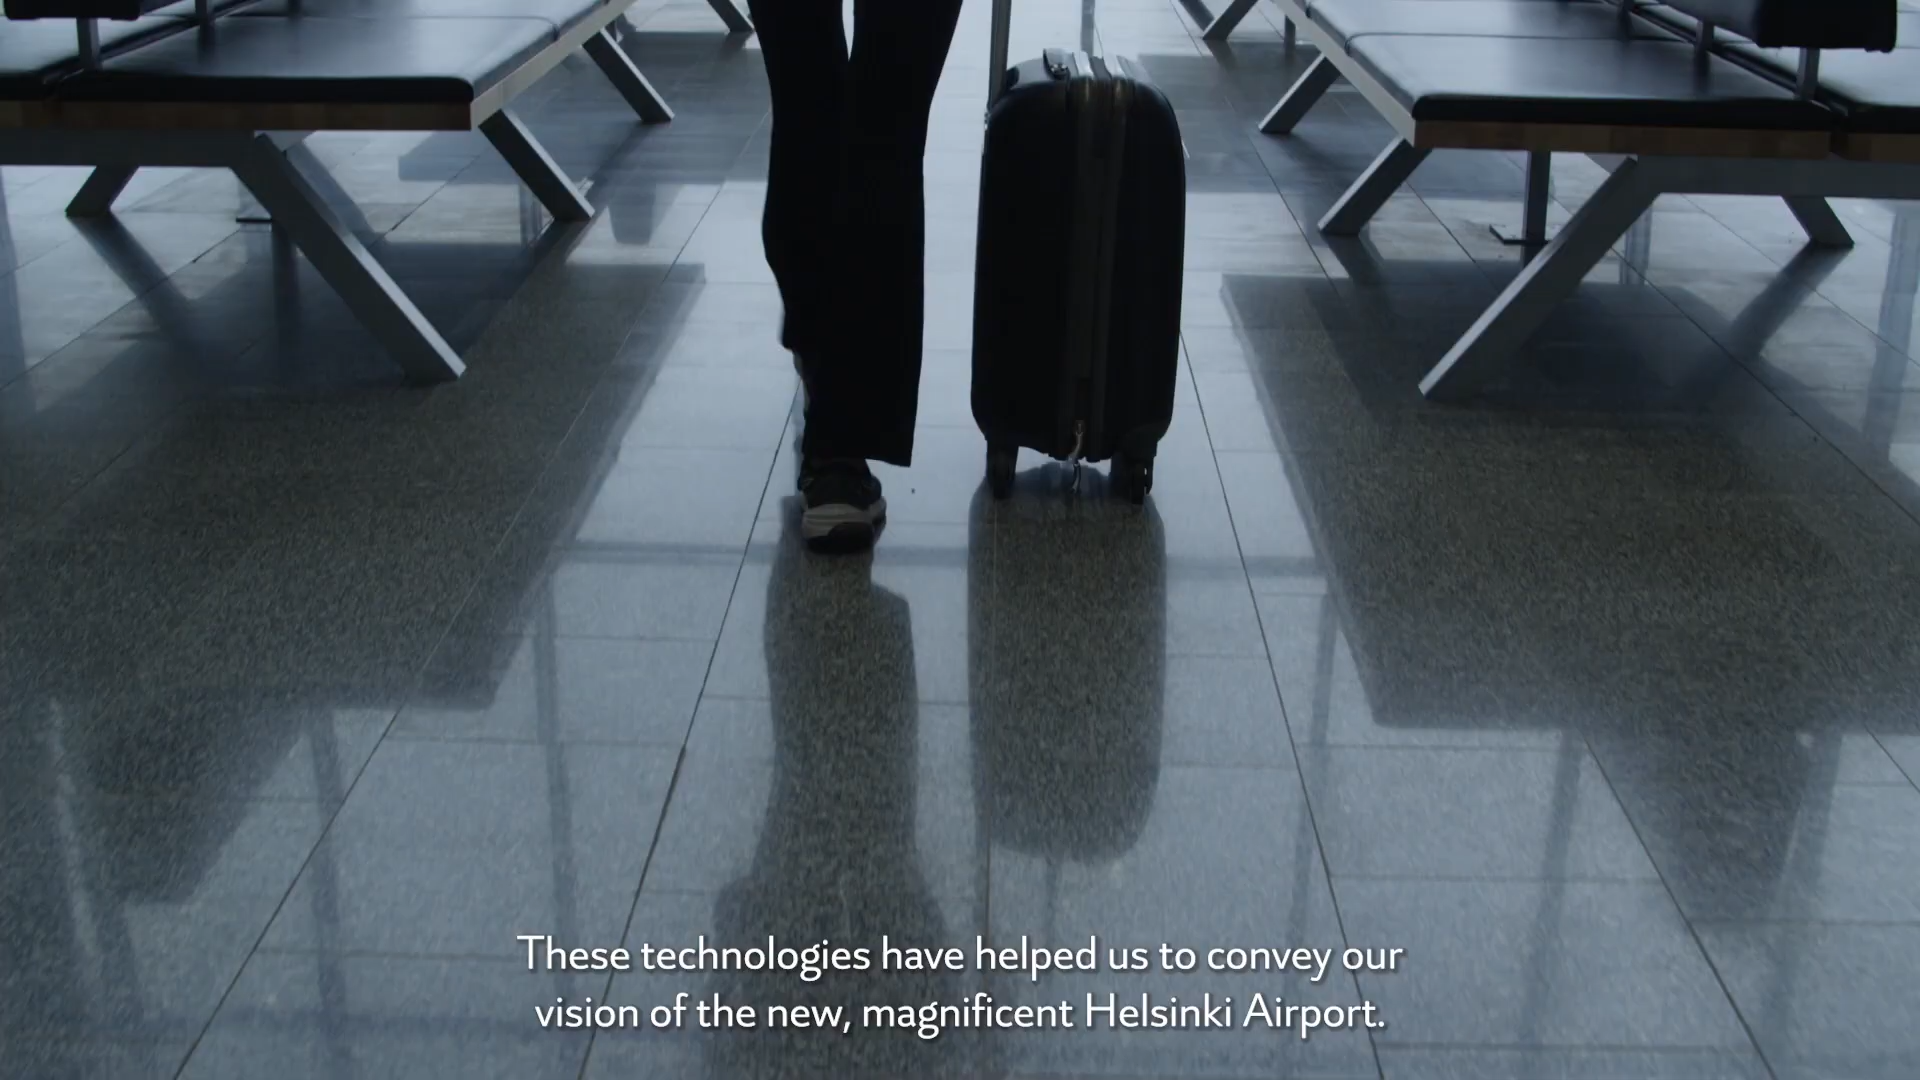 These technologies have helped us to convey our
vision of the new, magnificent Helsinki Airport.